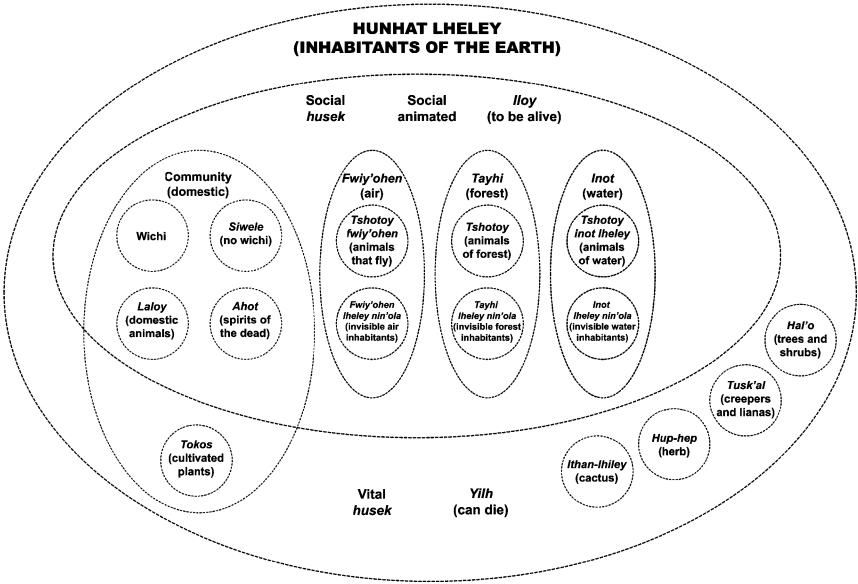 HUNHAT LHELEY
(INHABITANTS OF THE EARTH)
Social
husek
Social
animated
Iloy
(to be alive)
Community
(domestic)
Wichi
Siwele
(no wichi)
Laloy
(domestic
animals)
Ahot
(spirits of
the dead)
Tokos
(cultivated
plants)
Fwiy'ohen
(air)
Tshotoy
fwiy'ohen
(animals
that fly)
Fwiy'ohen
lheley nin'ola
(invisible air
inhabitants)
Tayhi
(forest)
Tshotoy
(animals
of forest)
Tayhi
lheley nin'ola
(invisible forest
inhabitants)
Inot
(water)
Tshotoy
Inot lheley
(animals
of water)
Inot
lheley nin'ola
(invisible water
inhabitants)
Hal'o
(trees and
shrubs)
Tusk'al
(creepers
and lianas)
Hup-hep
(herb)
Ithan-lhiley
(cactus)
Vital
husek
Yilh
(can die)